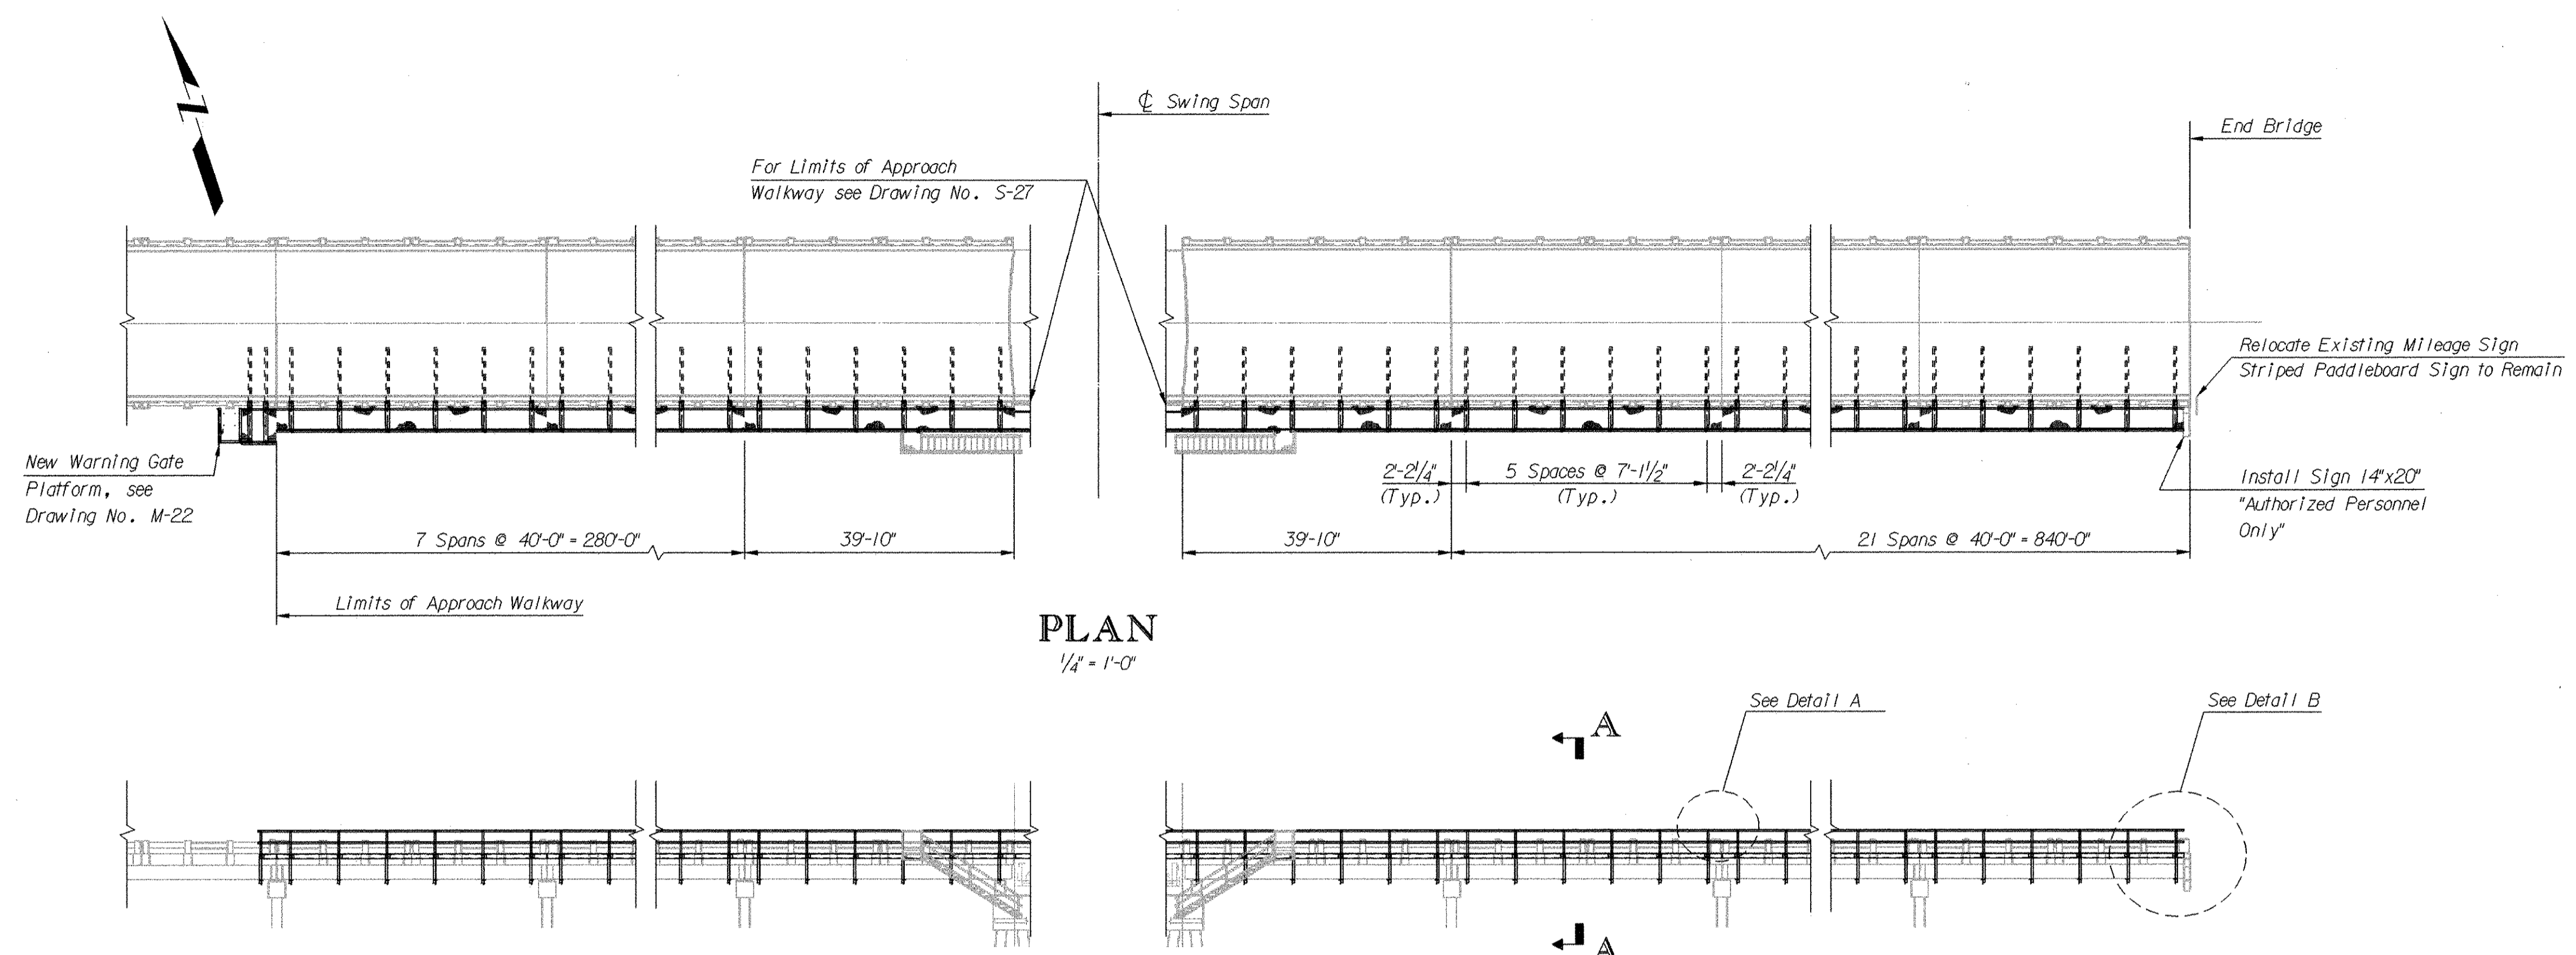 N
℄ Swing Span
End Bridge
For Limits of Approach
Walkway see Drawing No. S-27
Relocate Existing Mileage Sign
Striped Paddleboard Sign to Remain
New Warning Gate
Platform, see
Drawing No. M-22
2'-2 1/4"
(Typ.)
5 Spaces @ 7'-1 1/2"
(Typ.)
2'-2 1/4"
(Typ.)
Install Sign 14"x20"
"Authorized Personnel
Only"
7 Spans @ 40'-0" = 280'-0"
39'-10"
39'-10"
21 Spans @ 40'-0" = 840'-0"
Limits of Approach Walkway
PLAN
1/4" = 1'-0"
See Detail A
See Detail B
A
A